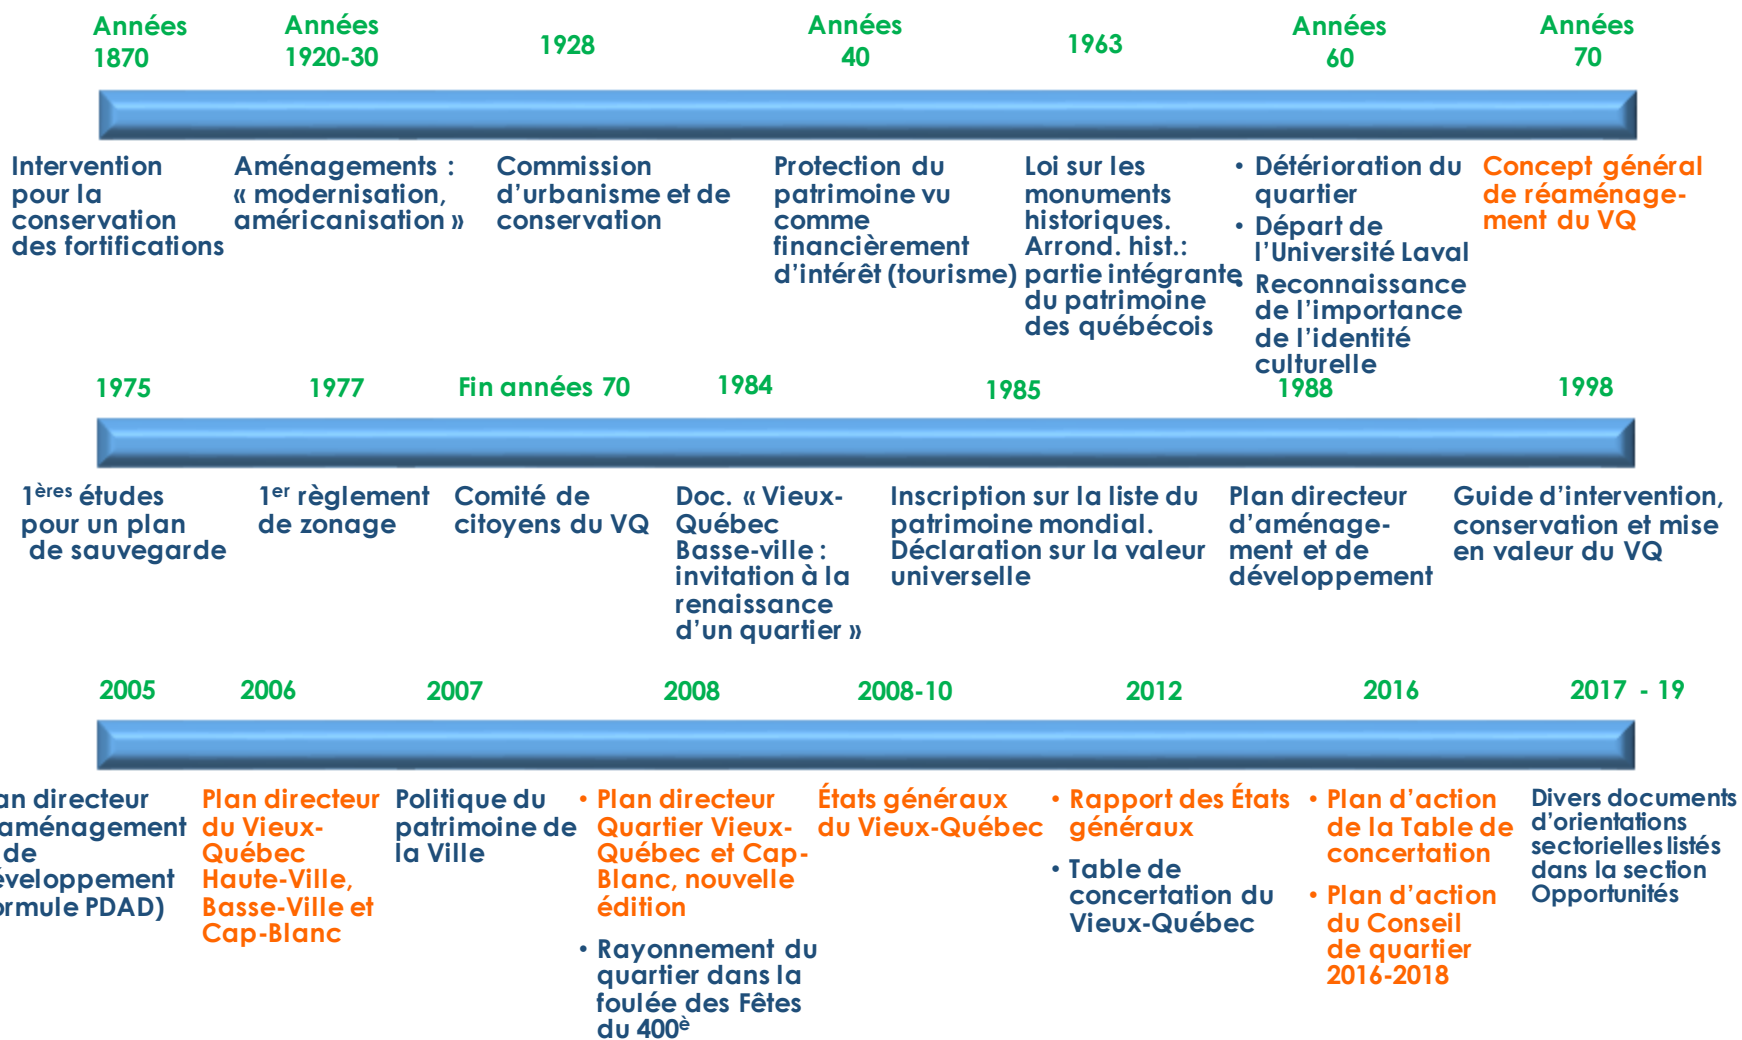 Années
1870
Années
1920-30
1928
Années
40
1963
Années
60
Années
70
Intervention
pour la
conservation
des fortifications
Aménagements :
« modernisation,
américanisation »
Commission
d’urbanisme et de
conservation
Protection du
patrimoine vu
comme
financièrement
d’intérêt (tourisme)
Loi sur les
monuments
historiques.
Arrond. hist.:
partie intégrante
du patrimoine
des québécois
• Détérioration du
quartier
• Départ de
l’Université Laval
• Reconnaissance
de l’importance
de l’identité
culturelle
Concept général
de réaménage-
ment du VQ
1975
1977
Fin années 70
1984
1985
1988
1998
1ères études
pour un plan
de sauvegarde
1er règlement
de zonage
Comité de
citoyens du VQ
Doc. « Vieux-
Québec
Basse-ville :
invitation à la
renaissance
d’un quartier »
Inscription sur la liste du
patrimoine mondial.
Déclaration sur la valeur
universelle
Plan directeur
d’aménage-
ment et de
développement
Guide d’intervention,
conservation et mise
en valeur du VQ
2005
2006
2007
2008
2008-10
2012
2016
2017 - 19
an directeur
aménagement
de
éveloppement
ormule PDAD)
Plan directeur
du Vieux-
Québec
Haute-Ville,
Basse-Ville et
Cap-Blanc
Politique du
patrimoine de
la Ville
• Plan directeur
Quartier Vieux-
Québec et Cap-
Blanc, nouvelle
édition
• Rayonnement du
quartier dans la
foulée des Fêtes
du 400è
États généraux
du Vieux-Québec
• Rapport des États
généraux
• Table de
concertation du
Vieux-Québec
• Plan d’action
de la Table de
concertation
• Plan d’action
du Conseil
de quartier
2016-2018
Divers documents
d’orientations
sectorielles listés
dans la section
Opportunités